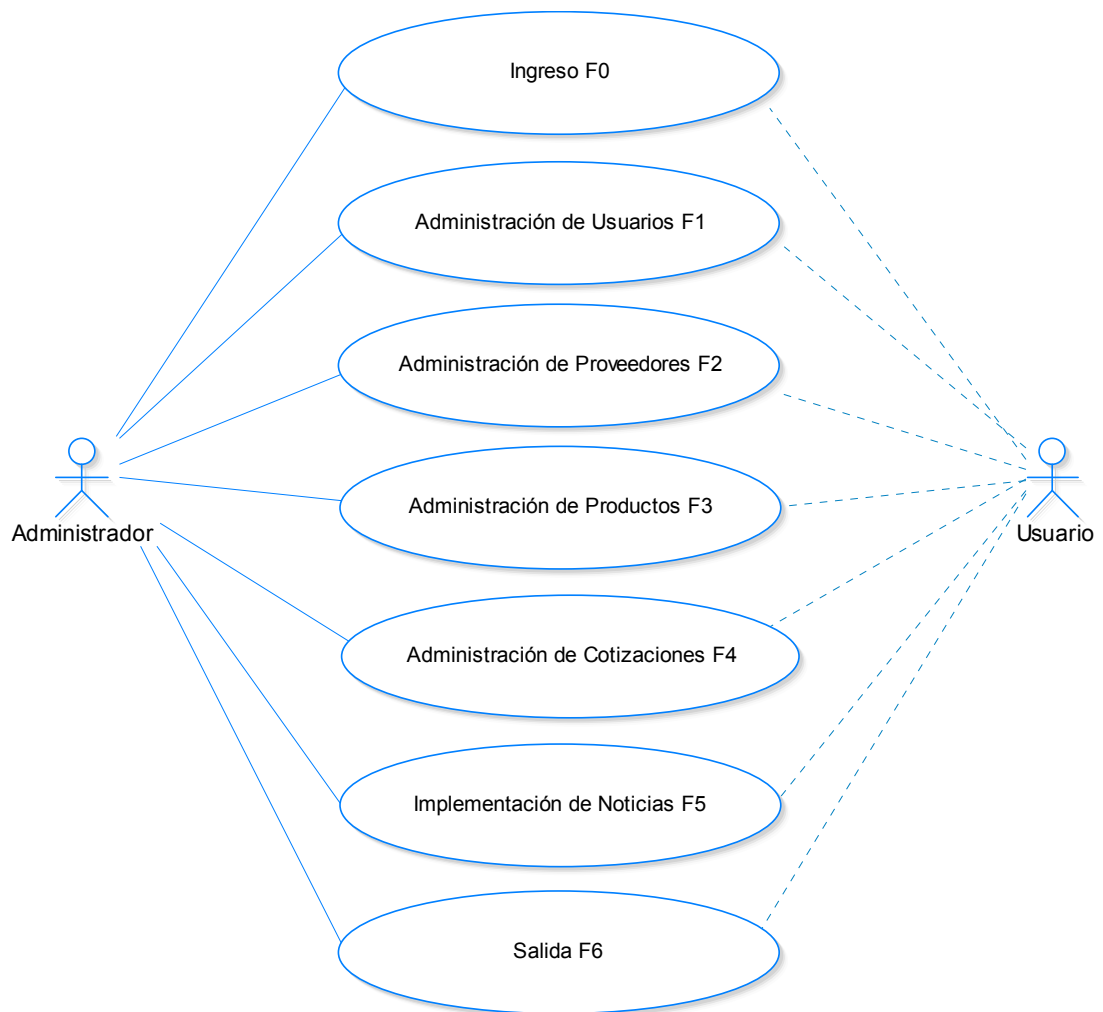 Ingreso F0
Administración de Usuarios F1
Administración de Proveedores F2
Administración de Productos F3
Administrador
Usuario
Administración de Cotizaciones F4
Implementación de Noticias F5
Salida F6